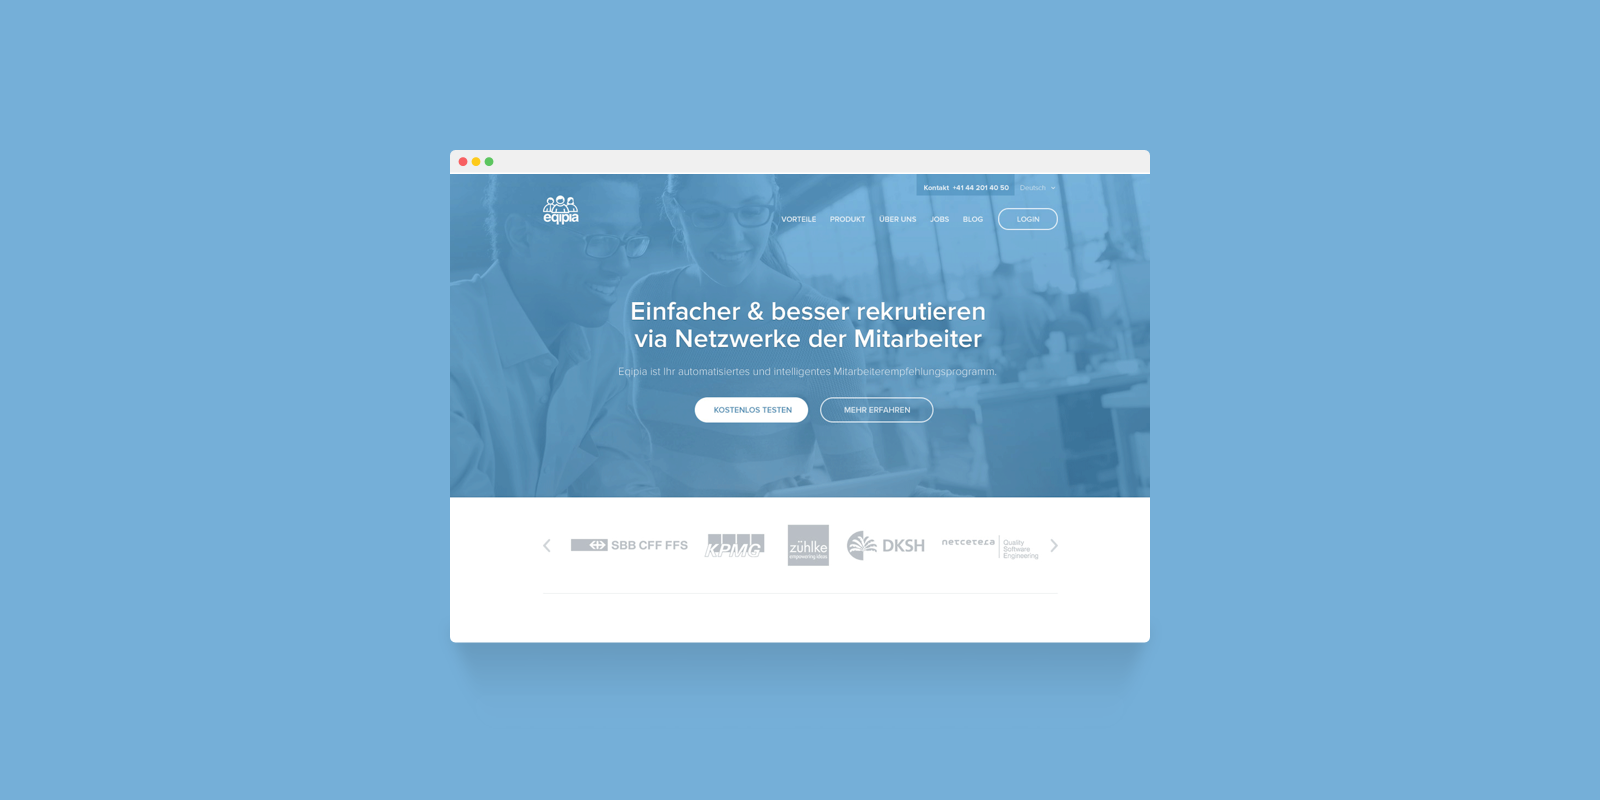 Kontakt +41 44 201 40 50 Deutsch
eqipia
VORTEILE PRODUKT ÜBER UNS JOBS BLOG LOGIN
Einfacher & besser rekrutieren
via Netzwerke der Mitarbeiter
Eqipia ist Ihr automatisiertes und intelligentes Mitarbeiterempfehlungsprogramm.
KOSTENLOS TESTEN MEHR ERFAHREN
SBB CFF FFS
KPMG
zühlke
empowering ideas
DKSH
netcetera
Quality
Software
Engineering